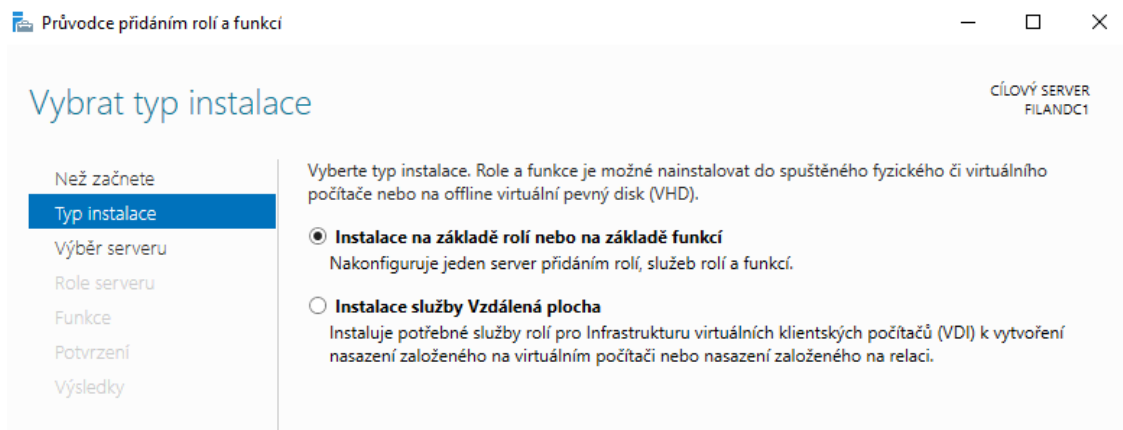 Průvodce přidáním rolí a funkcí
Vybrat typ instalace
CÍLOVÝ SERVER
FILANDC1
Než začnete
Typ instalace
Výběr serveru
Role serveru
Funkce
Potvrzení
Výsledky
Vyberte typ instalace. Role a funkce je možné nainstalovat do spuštěného fyzického či virtuálního
počítače nebo na offline virtuální pevný disk (VHD).
Instalace na základě rolí nebo na základě funkcí
Nakonfiguruje jeden server přidáním rolí, služeb rolí a funkcí.
Instalace služby Vzdálená plocha
Instaluje potřebné služby rolí pro Infrastrukturu virtuálních klientských počítačů (VDI) k vytvoření
nasazení založeného na virtuálním počítači nebo nasazení založeného na relaci.